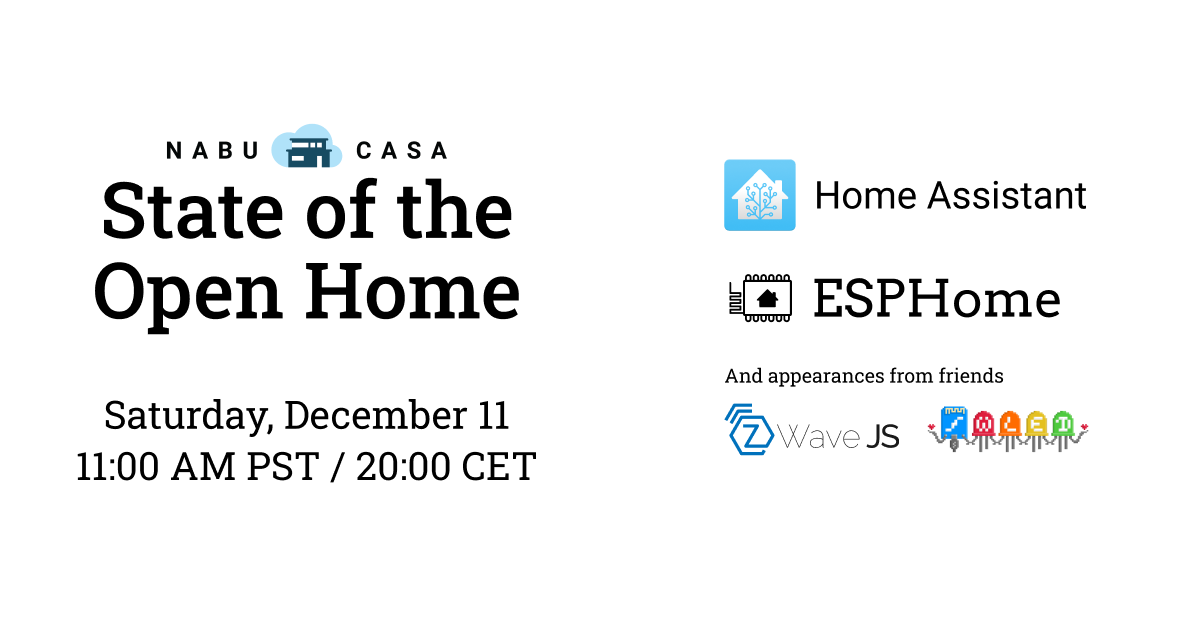 NABU CASA
State of the
Open Home
Saturday, December 11
11:00 AM PST / 20:00 CET
Home Assistant
ESPHome
And appearances from friends
Z Wave JS
WLED